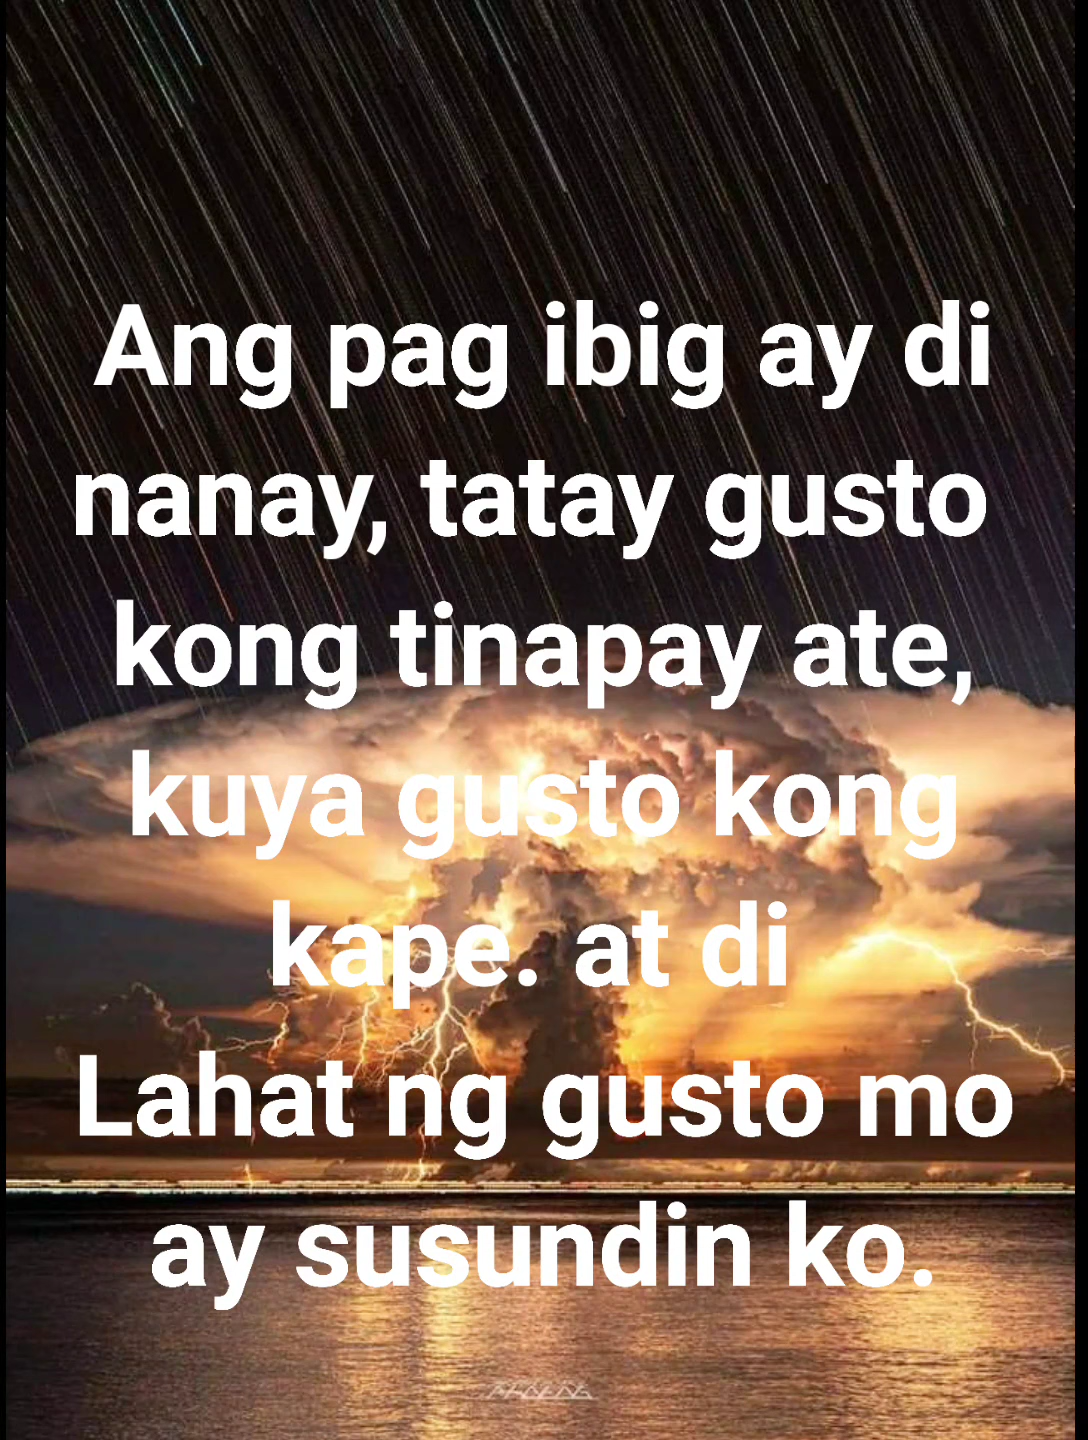 Ang pag ibig ay di
nanay, tatay gusto
kong tinapay ate,
kuya gusto kong
kape. at di
Lahat ng gusto mo
ay susundin ko.